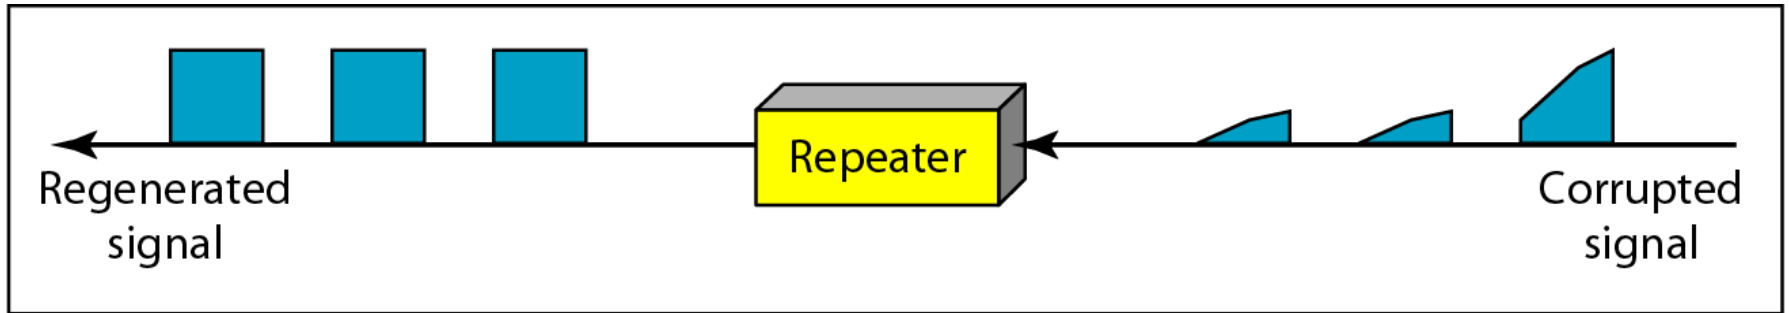 Repeater
Regenerated
signal
Corrupted
signal